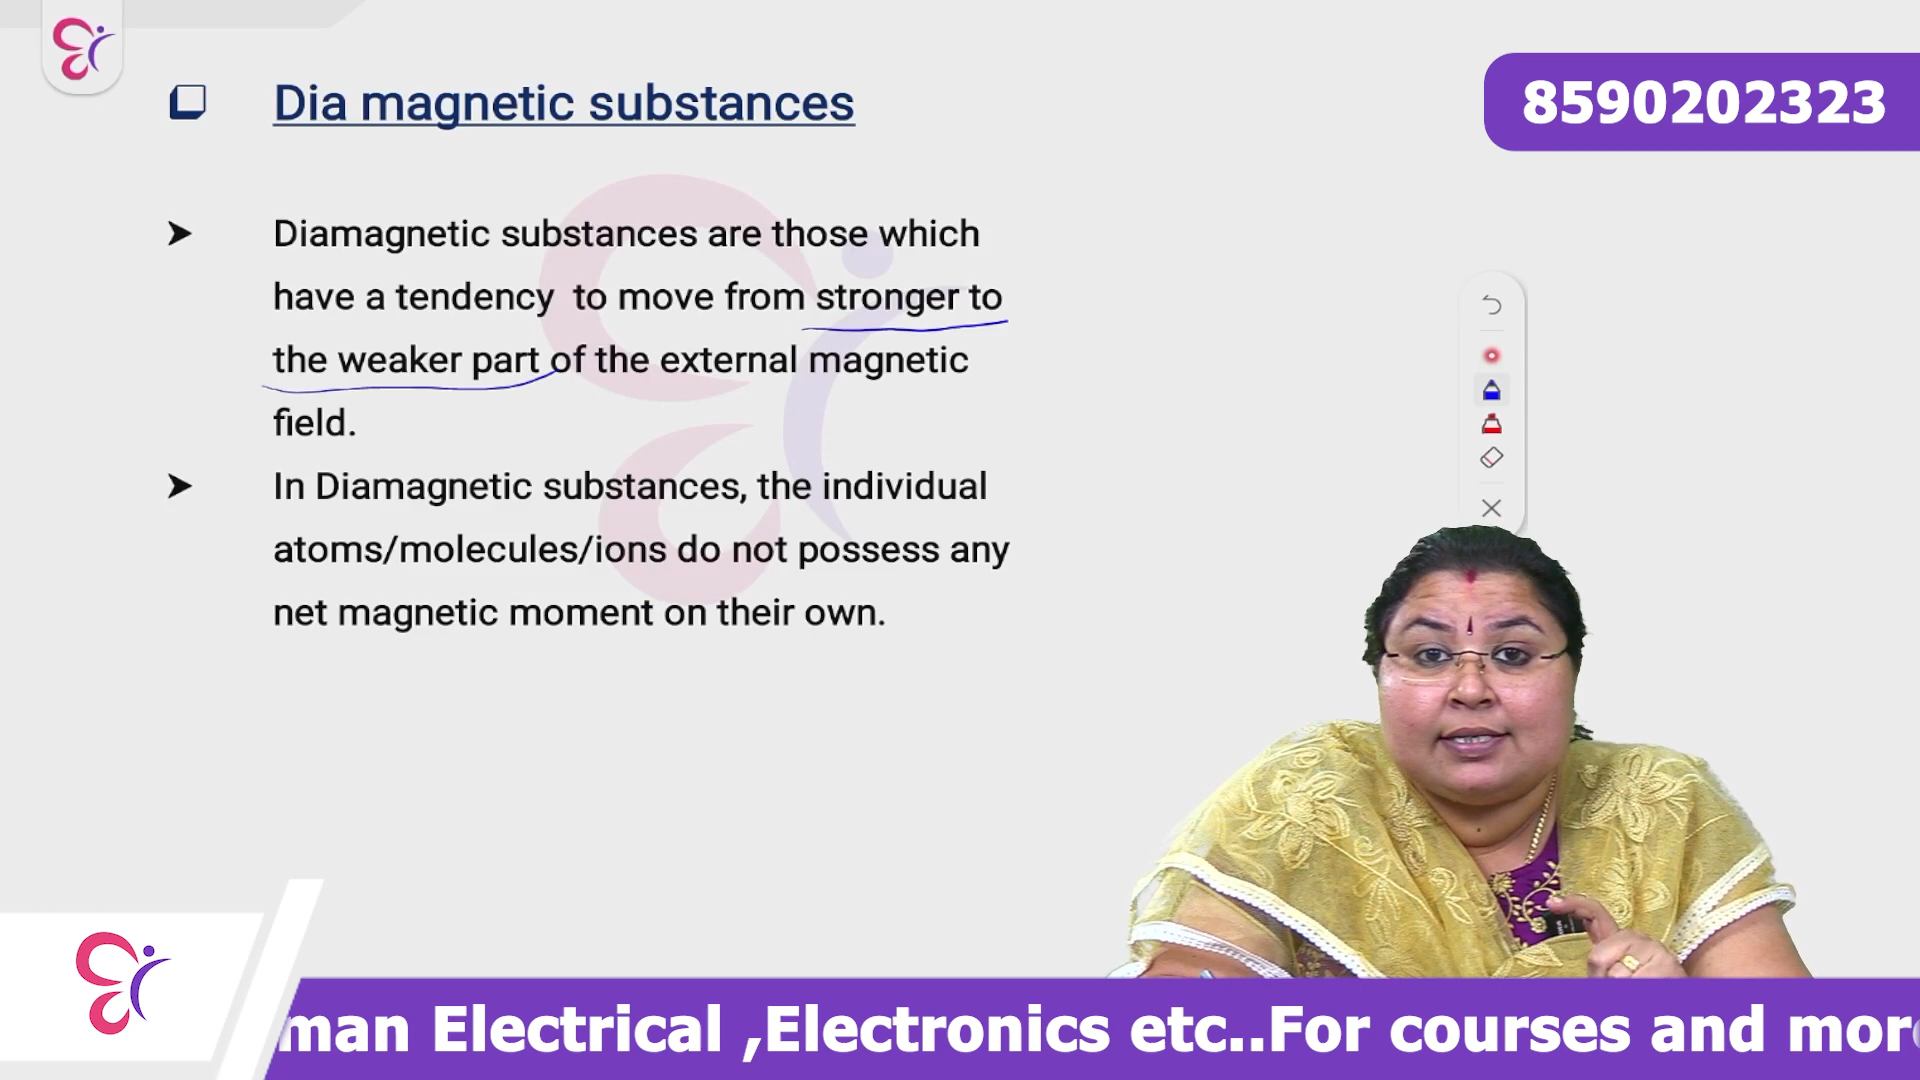 Dia magnetic substances
8590202323
➤ Diamagnetic substances are those which
have a tendency to move from stronger to
the weaker part of the external magnetic
field.
➤ In Diamagnetic substances, the individual
atoms/molecules/ions do not possess any
net magnetic moment on their own.
man Electrical ,Electronics etc..For courses and mor